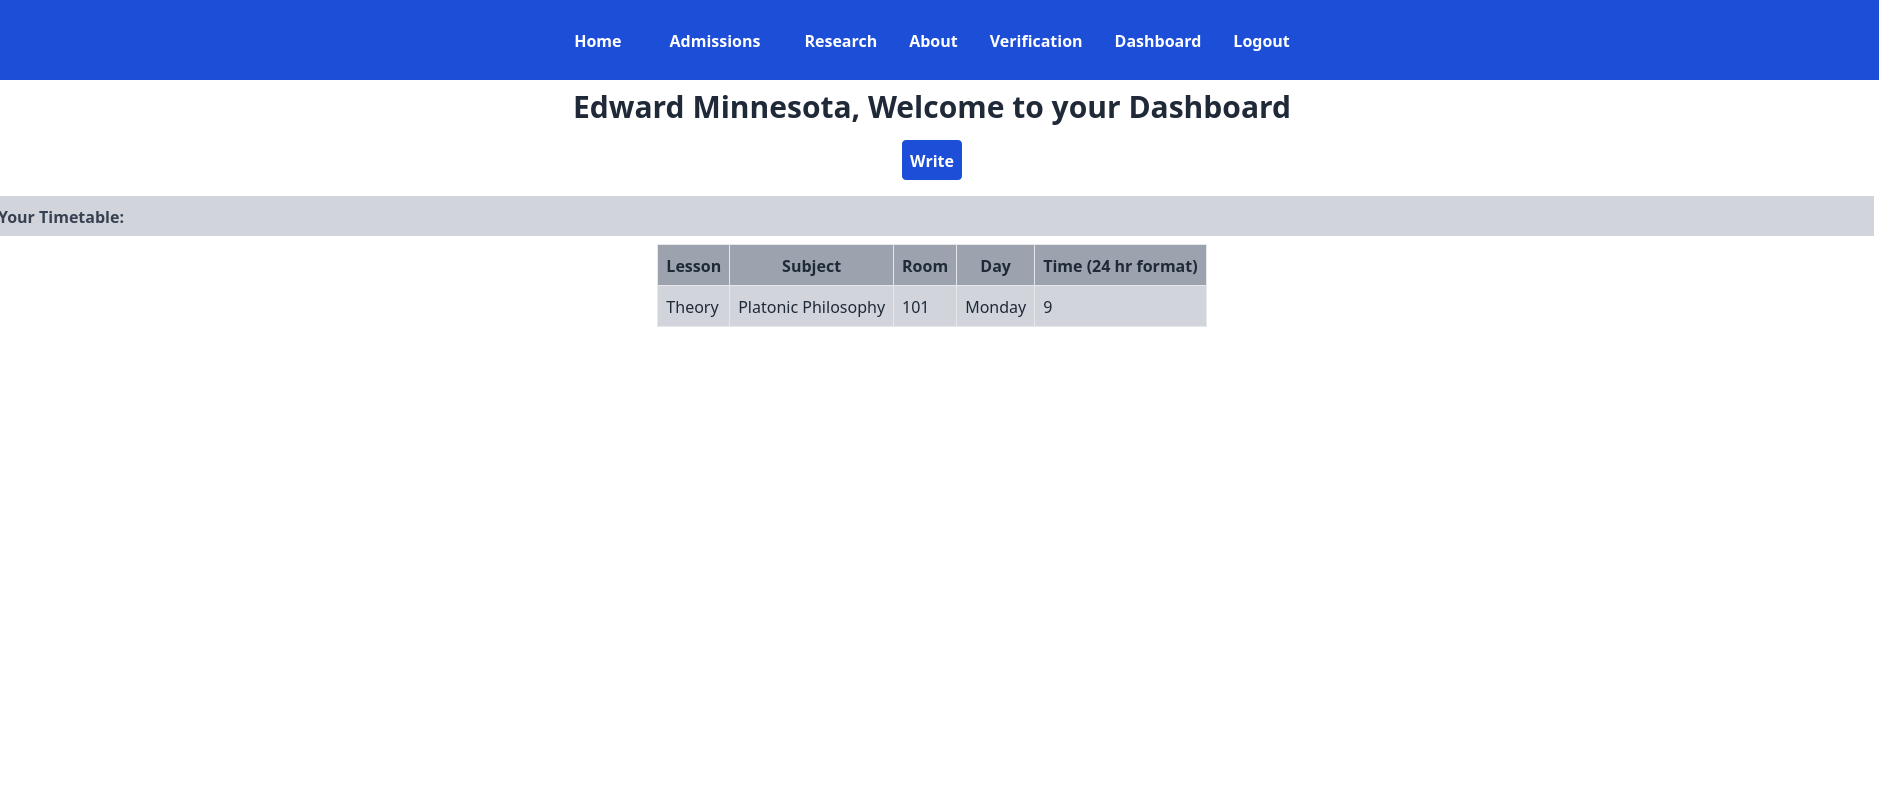 Home Admissions Research About Verification Dashboard Logout
Edward Minnesota, Welcome to your Dashboard
Write
Your Timetable:
Lesson Subject Room Day Time (24 hr format)
Theory Platonic Philosophy 101 Monday 9